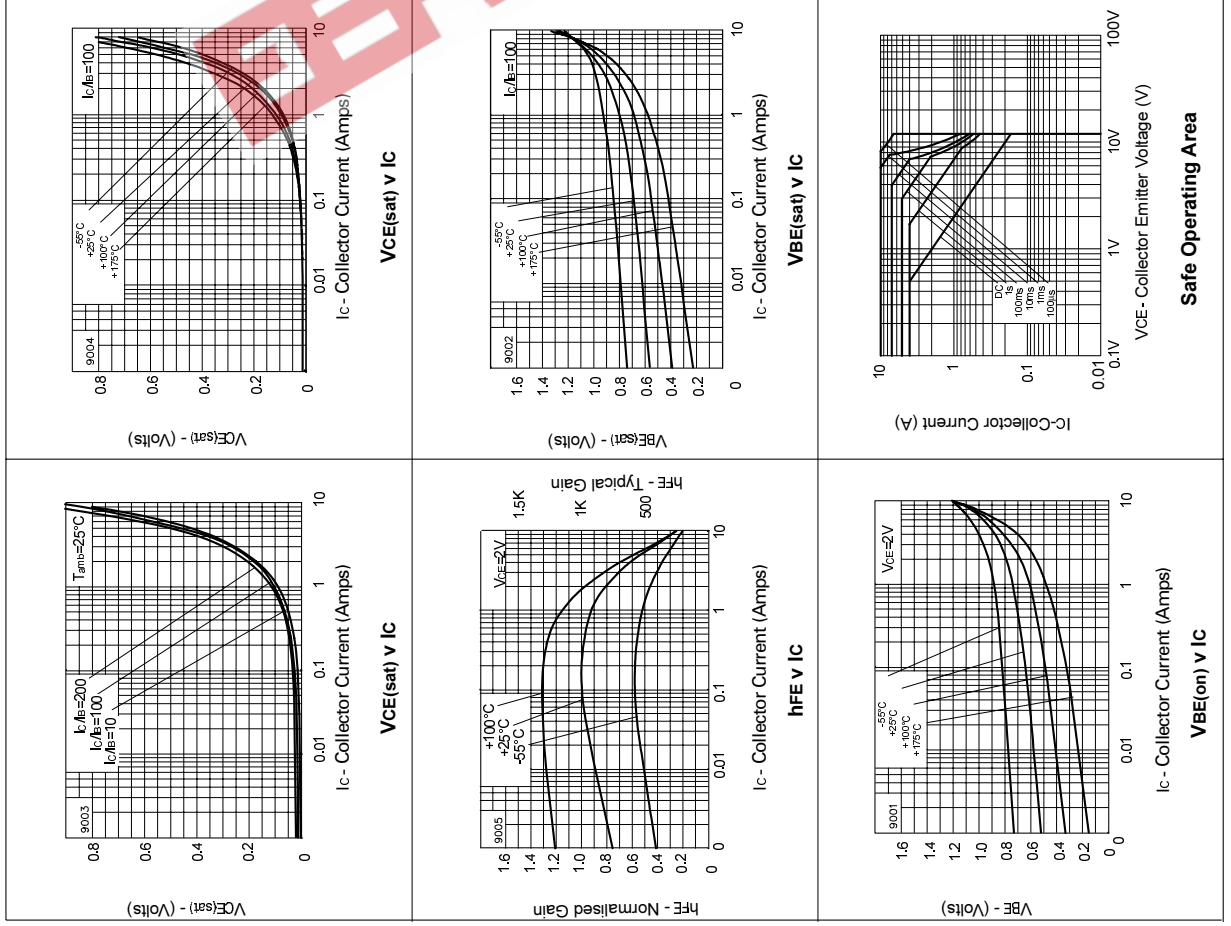 VCE(sat) - (Volts)
0.8
0.6
0.4
0.2
0
9003
Tamb=25°C
IC/IB=200
IC/IB=100
IC/IB=10
0.01
0.1
1
10
IC - Collector Current (Amps)
VCE(sat) v IC
VCE(sat) - (Volts)
0.8
0.6
0.4
0.2
0
9004
IC/IB=100
-55°C
+25°C
+100°C
+175°C
0.01
0.1
1
10
IC - Collector Current (Amps)
VCE(sat) v IC
hFE - Normalised Gain
1.6
1.4
1.2
1.0
0.8
0.6
0.4
0.2
0
9005
VCE=2V
+100°C
+25°C
-55°C
0.01
0.1
1
10
hFE - Typical Gain
1.5K
1K
500
IC - Collector Current (Amps)
hFE v IC
VBE(sat) - (Volts)
1.6
1.4
1.2
1.0
0.8
0.6
0.4
0.2
0
9002
IC/IB=100
-55°C
+25°C
+100°C
+175°C
0.01
0.1
1
10
IC - Collector Current (Amps)
VBE(sat) v IC
VBE - (Volts)
1.6
1.4
1.2
1.0
0.8
0.6
0.4
0.2
0
9001
VCE=2V
-55°C
+25°C
+100°C
+175°C
0
0.01
0.1
1
10
IC - Collector Current (Amps)
VBE(on) v IC
IC-Collector Current (A)
10
1
0.1
0.01
DC
1s
100ms
10ms
1ms
100µs
0.1V
1V
10V
100V
VCE - Collector Emitter Voltage (V)
Safe Operating Area